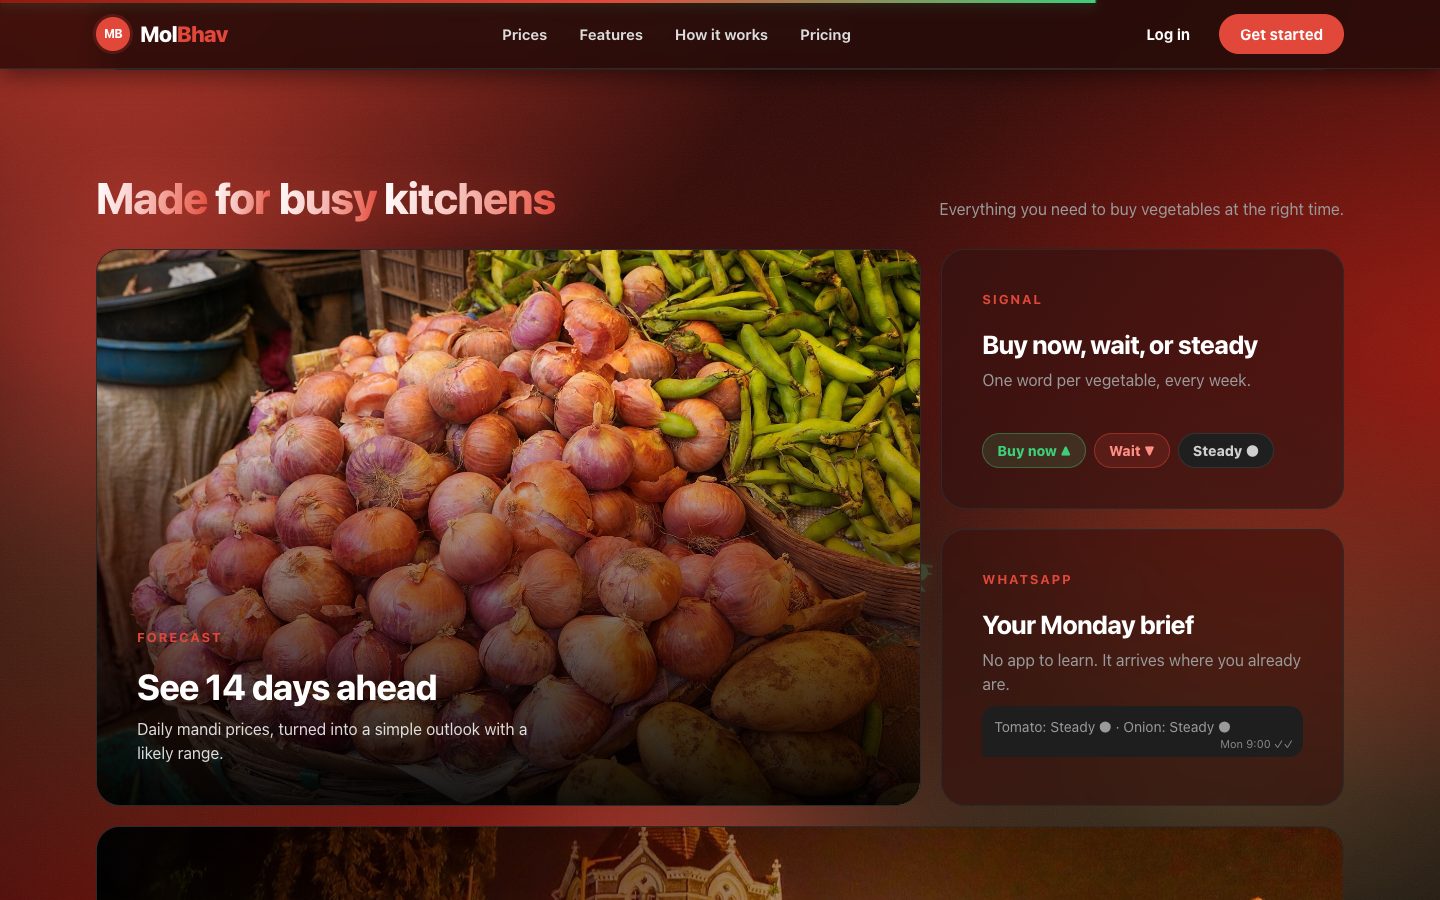 MB MolBhav Prices Features How it works Pricing Log in Get started
Made for busy kitchens
Everything you need to buy vegetables at the right time.
FORECAST
See 14 days ahead
Daily mandi prices, turned into a simple outlook with a
likely range.
SIGNAL
Buy now, wait, or steady
One word per vegetable, every week.
Buy now ▲ Wait ▼ Steady ●
WHATSAPP
Your Monday brief
No app to learn. It arrives where you already
are.
Tomato: Steady ● · Onion: Steady ●
Mon 9:00 ✓✓